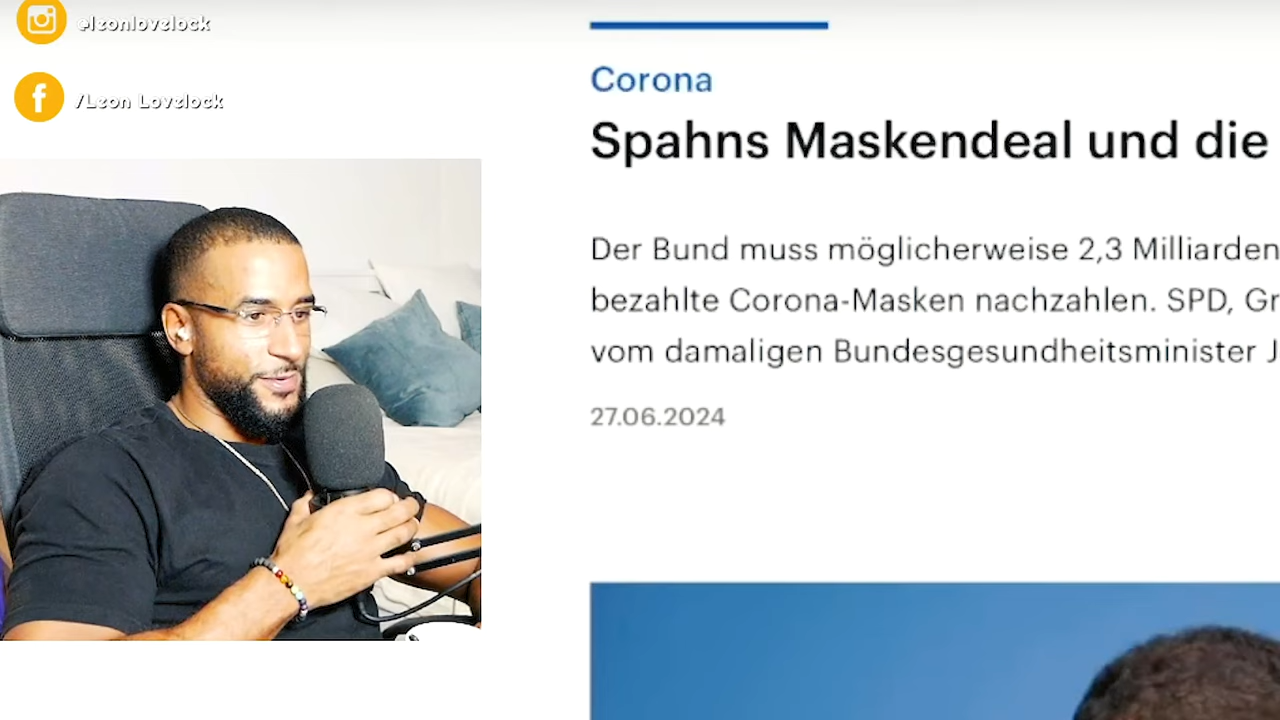 @leonlovelock
/Leon Lovelock
Corona
Spahns Maskendeal und die
Der Bund muss möglicherweise 2,3 Milliarden
bezahlte Corona-Masken nachzahlen. SPD, Gr
vom damaligen Bundesgesundheitsminister J
27.06.2024